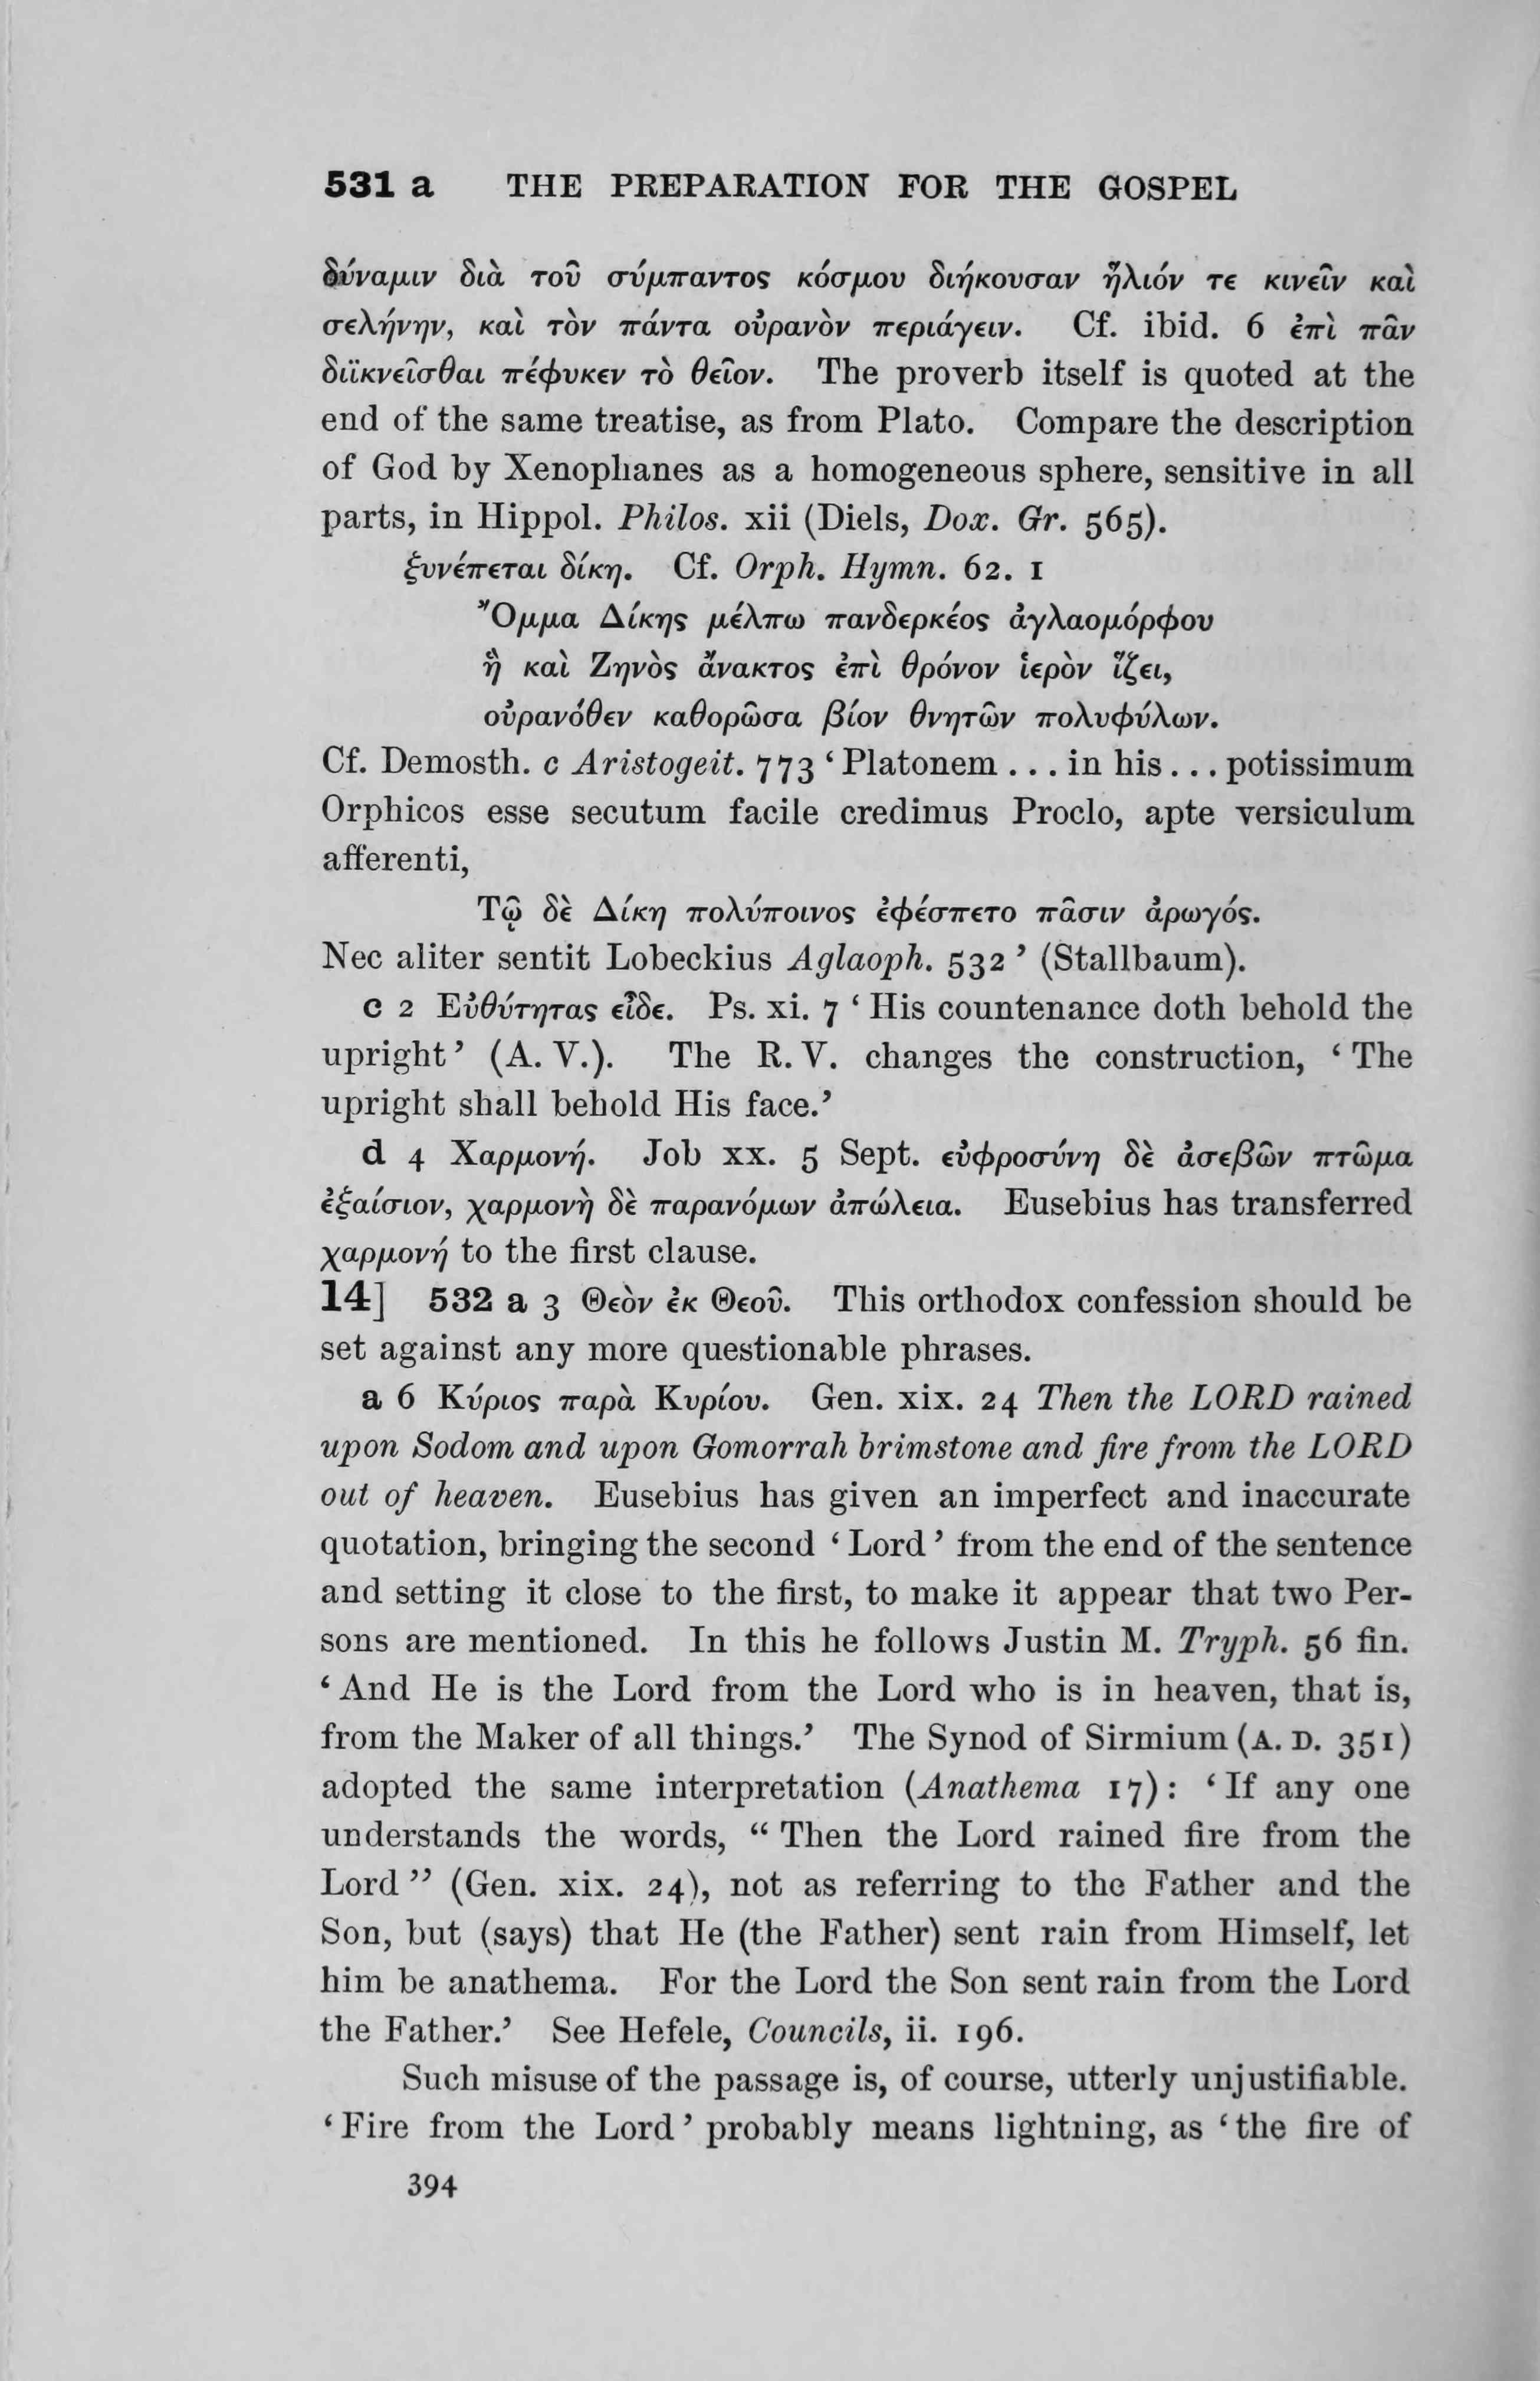 531 a THE PREPARATION FOR THE GOSPEL
δύναμιν διὰ τοῦ σύμπαντος κόσμου διήκουσαν ἥλιόν τε κινεῖν καὶ
σελήνην, καὶ τὸν πάντα οὐρανὸν περιάγειν. Cf. ibid. 6 ἐπὶ πᾶν
διϊκνεῖσθαι πέφυκεν τὸ θεῖον. The proverb itself is quoted at the
end of the same treatise, as from Plato. Compare the description
of God by Xenophanes as a homogeneous sphere, sensitive in all
parts, in Hippol. Philos. xii (Diels, Dox. Gr. 565).
ξυνέπεται δίκη. Cf. Orph. Hymn. 62. 1
Ὄμμα Δίκης μέλπω πανδερκέος ἀγλαομόρφου
ἣ καὶ Ζηνὸς ἄνακτος ἐπὶ θρόνον ἱερὸν ἵζει,
οὐρανόθεν καθορῶσα βίον θνητῶν πολυφύλων.
Cf. Demosth. c Aristogeit. 773 ‘Platonem ... in his ... potissimum
Orphicos esse secutum facile credimus Proclo, apte versiculum
afferenti,
Τῷ δὲ Δίκη πολύποινος ἐφέσπετο πᾶσιν ἀρωγός.
Nec aliter sentit Lobeckius Aglaoph. 532’ (Stallbaum).
c 2 Εὐθύτητας εἶδε. Ps. xi. 7 ‘His countenance doth behold the
upright’ (A. V.). The R. V. changes the construction, ‘The
upright shall behold His face.’
d 4 Χαρμονή. Job xx. 5 Sept. εὐφροσύνη δὲ ἀσεβῶν πτῶμα
ἐξαίσιον, χαρμονὴ δὲ παρανόμων ἀπώλεια. Eusebius has transferred
χαρμονή to the first clause.
14] 532 a 3 Θεὸν ἐκ Θεοῦ. This orthodox confession should be
set against any more questionable phrases.
a 6 Κύριος παρὰ Κυρίου. Gen. xix. 24 Then the LORD rained
upon Sodom and upon Gomorrah brimstone and fire from the LORD
out of heaven. Eusebius has given an imperfect and inaccurate
quotation, bringing the second ‘Lord’ from the end of the sentence
and setting it close to the first, to make it appear that two Per-
sons are mentioned. In this he follows Justin M. Tryph. 56 fin.
‘And He is the Lord from the Lord who is in heaven, that is,
from the Maker of all things.’ The Synod of Sirmium (A. D. 351)
adopted the same interpretation (Anathema 17): ‘If any one
understands the words, “Then the Lord rained fire from the
Lord” (Gen. xix. 24), not as referring to the Father and the
Son, but (says) that He (the Father) sent rain from Himself, let
him be anathema. For the Lord the Son sent rain from the Lord
the Father.’ See Hefele, Councils, ii. 196.
Such misuse of the passage is, of course, utterly unjustifiable.
‘Fire from the Lord’ probably means lightning, as ‘the fire of
394